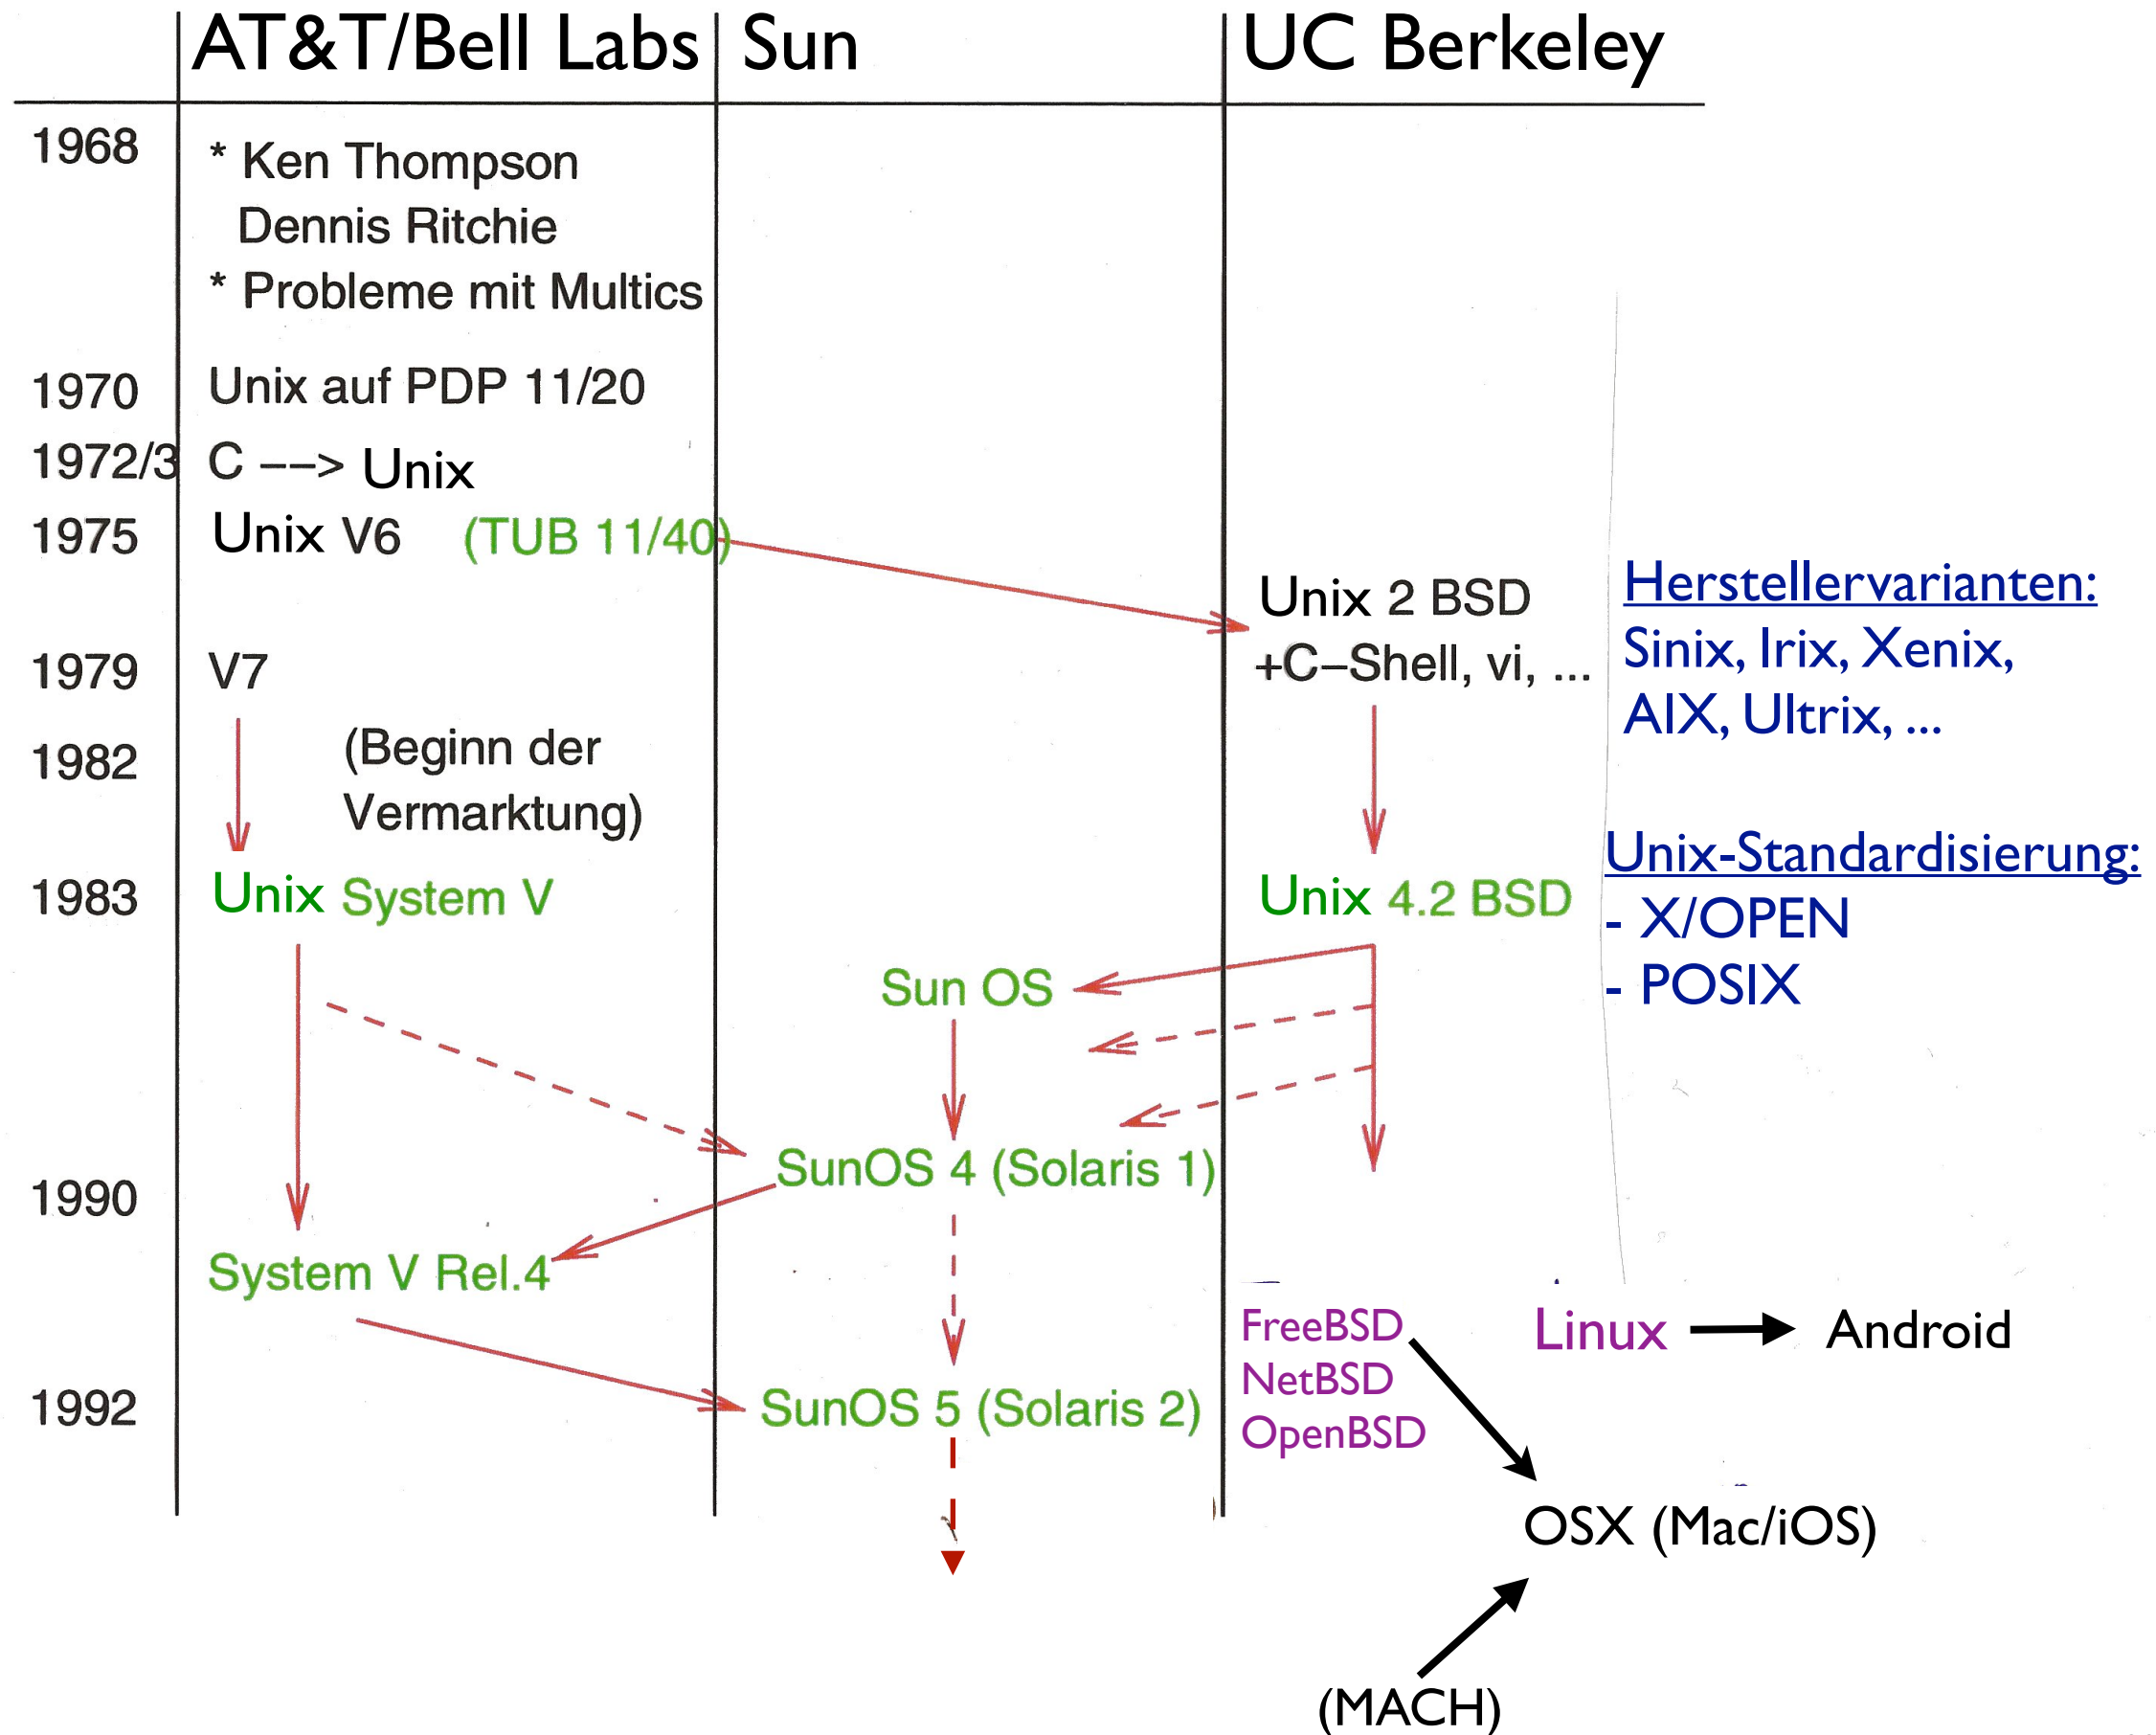 AT&T/Bell Labs Sun UC Berkeley
1968 * Ken Thompson
Dennis Ritchie
* Probleme mit Multics
1970 Unix auf PDP 11/20
1972/3 C --> Unix
1975 Unix V6 (TUB 11/40)
Unix 2 BSD
+C-Shell, vi, ...
1979 V7
1982 (Beginn der
Vermarktung)
1983 Unix System V Unix 4.2 BSD
Herstellervarianten:
Sinix, Irix, Xenix,
AIX, Ultrix, ...
Unix-Standardisierung:
- X/OPEN
- POSIX
Sun OS
SunOS 4 (Solaris 1)
1990
System V Rel.4
1992 SunOS 5 (Solaris 2)
FreeBSD
NetBSD
OpenBSD
Linux Android
OSX (Mac/iOS)
(MACH)